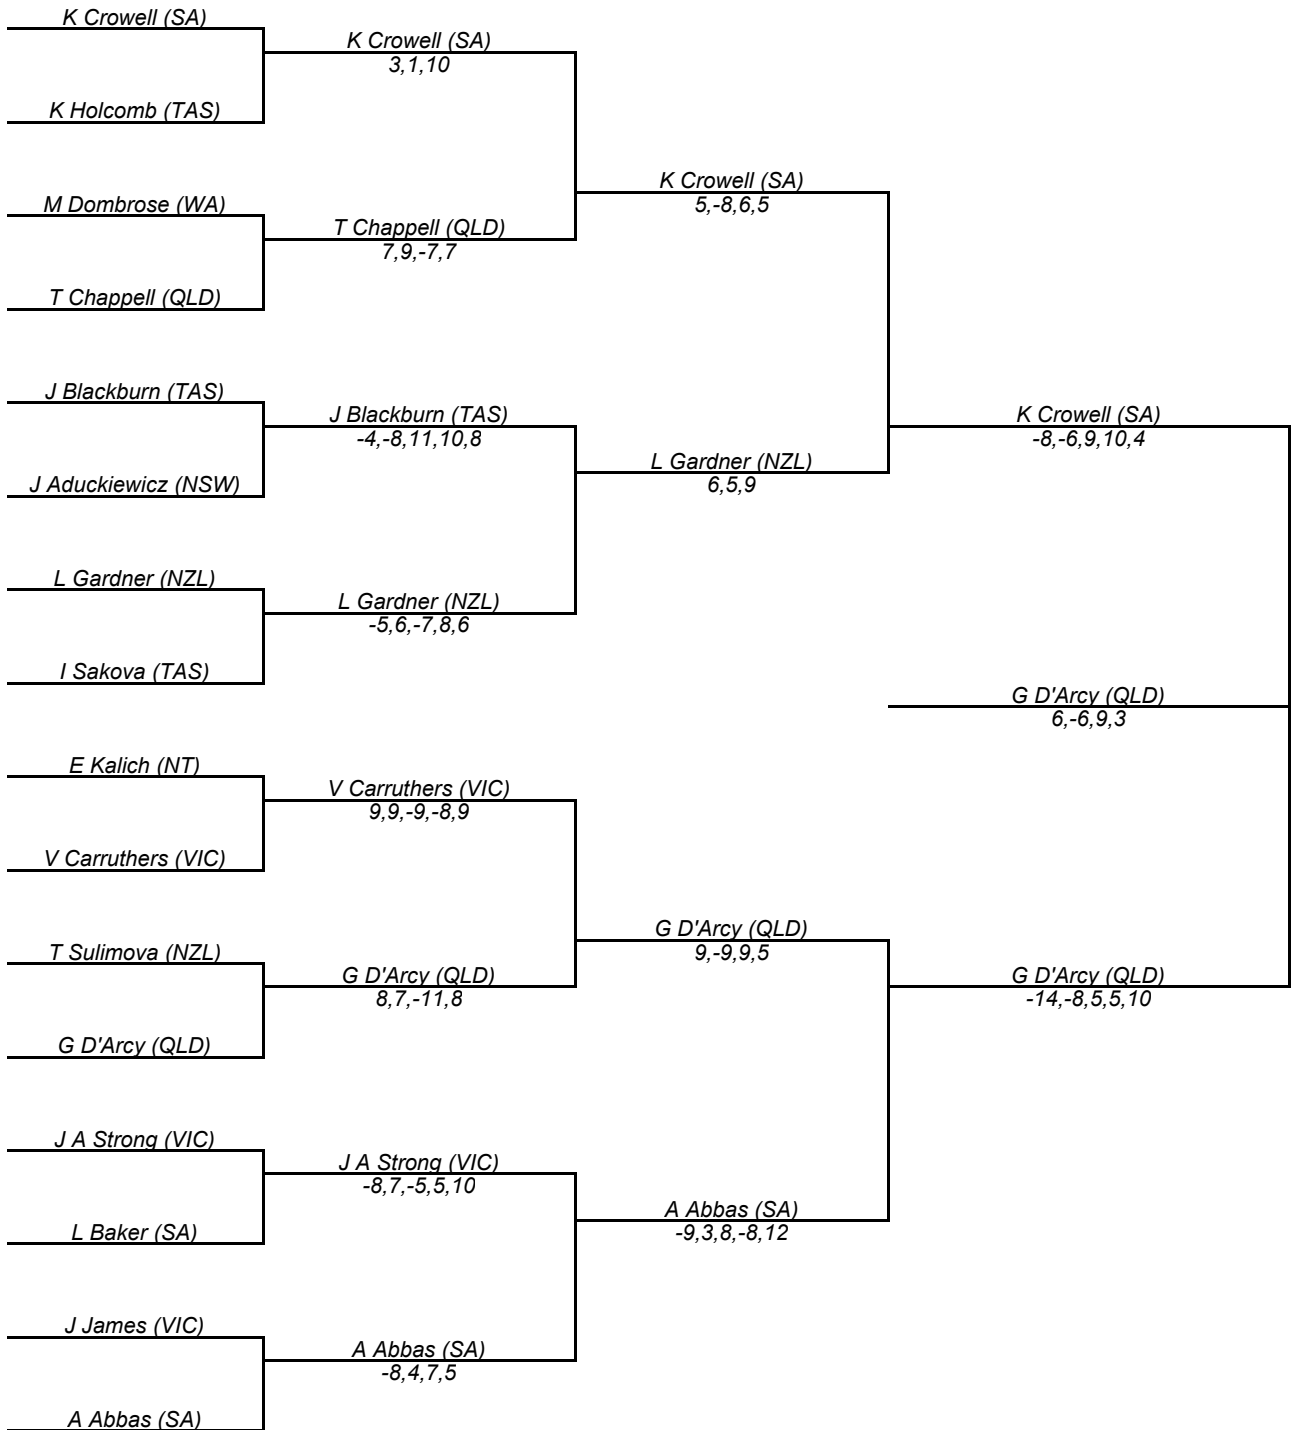 K Crowell (SA)
K Holcomb (TAS)
M Dombrose (WA)
T Chappell (QLD)
J Blackburn (TAS)
J Aduckiewicz (NSW)
L Gardner (NZL)
I Sakova (TAS)
E Kalich (NT)
V Carruthers (VIC)
T Sulimova (NZL)
G D'Arcy (QLD)
J A Strong (VIC)
L Baker (SA)
J James (VIC)
A Abbas (SA)
K Crowell (SA)
3,1,10
T Chappell (QLD)
7,9,-7,7
J Blackburn (TAS)
-4,-8,11,10,8
L Gardner (NZL)
-5,6,-7,8,6
V Carruthers (VIC)
9,9,-9,-8,9
G D'Arcy (QLD)
8,7,-11,8
J A Strong (VIC)
-8,7,-5,5,10
A Abbas (SA)
-8,4,7,5
K Crowell (SA)
5,-8,6,5
L Gardner (NZL)
6,5,9
G D'Arcy (QLD)
9,-9,9,5
A Abbas (SA)
-9,3,8,-8,12
K Crowell (SA)
-8,-6,9,10,4
G D'Arcy (QLD)
6,-6,9,3
G D'Arcy (QLD)
-14,-8,5,5,10